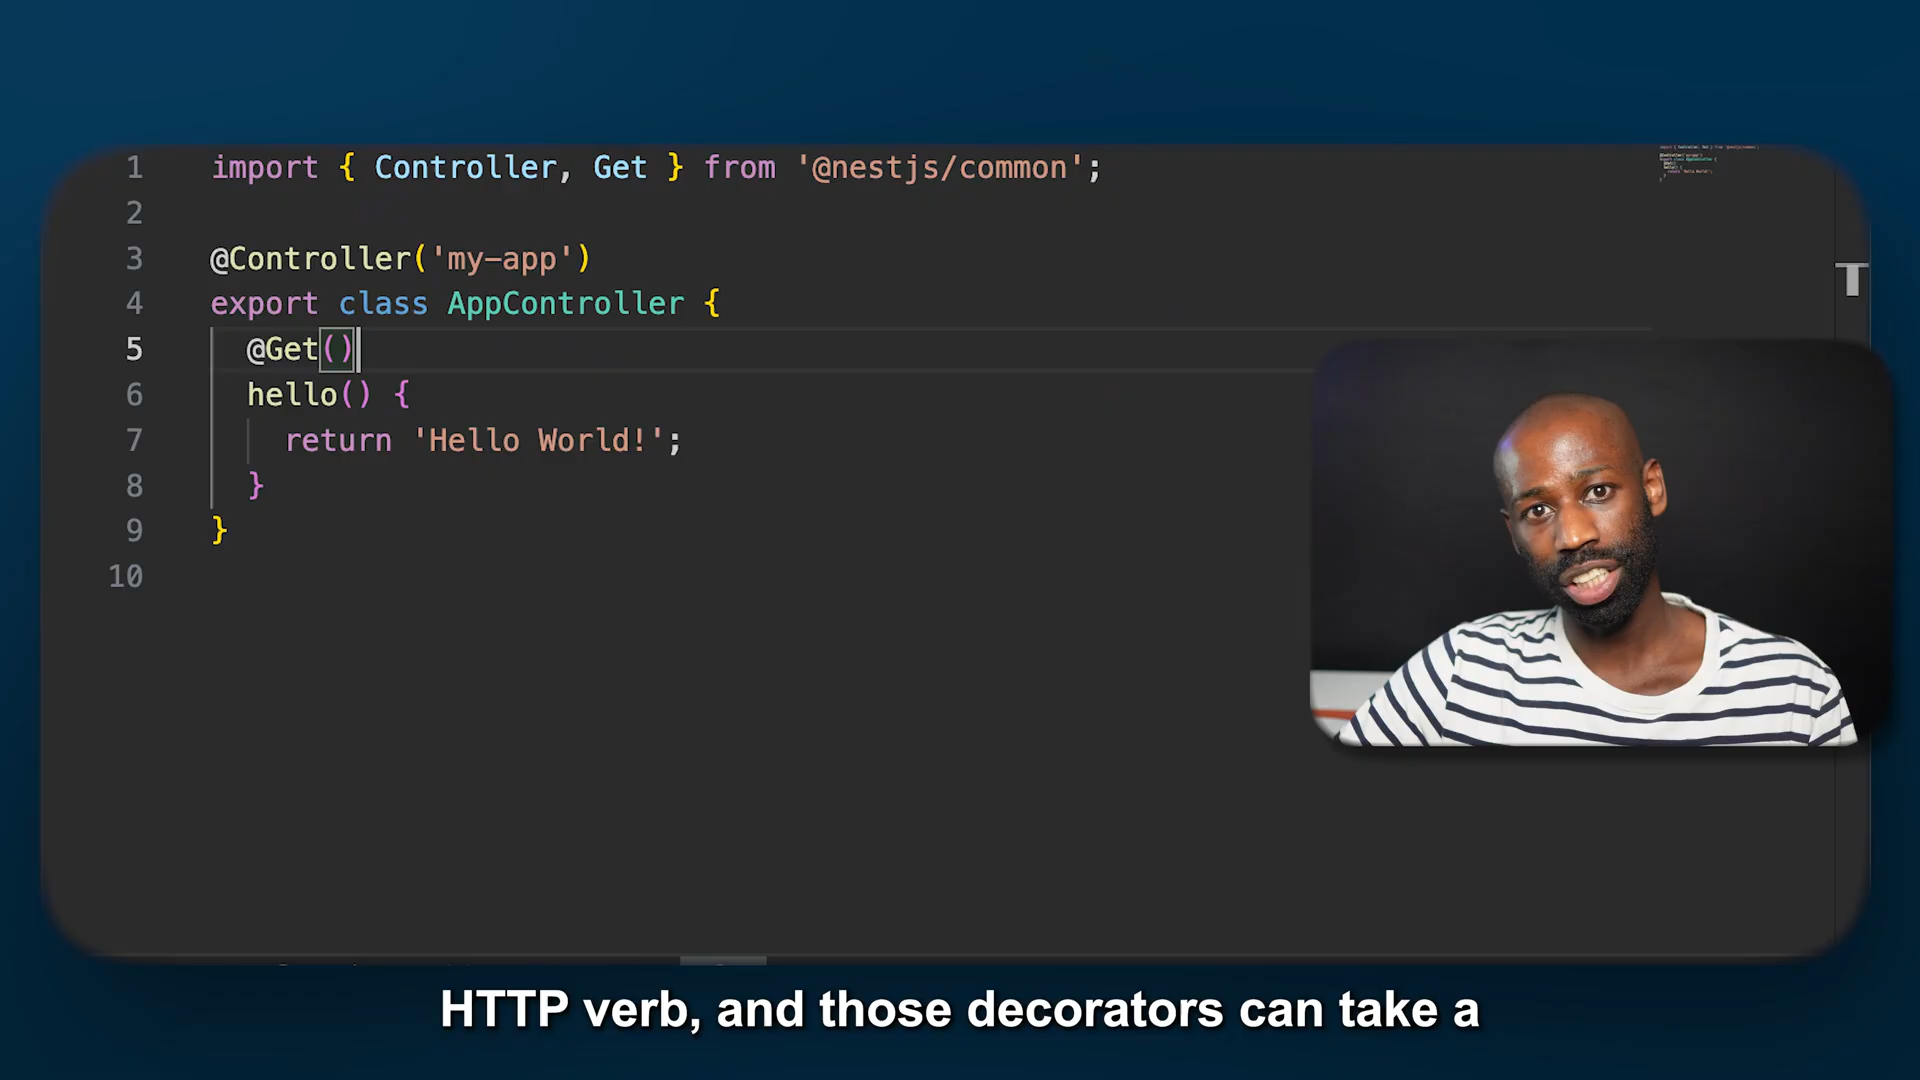 1 import { Controller, Get } from '@nestjs/common';
2
3 @Controller('my-app')
4 export class AppController {
5 @Get()
6 hello() {
7 return 'Hello World!';
8 }
9 }
10
HTTP verb, and those decorators can take a